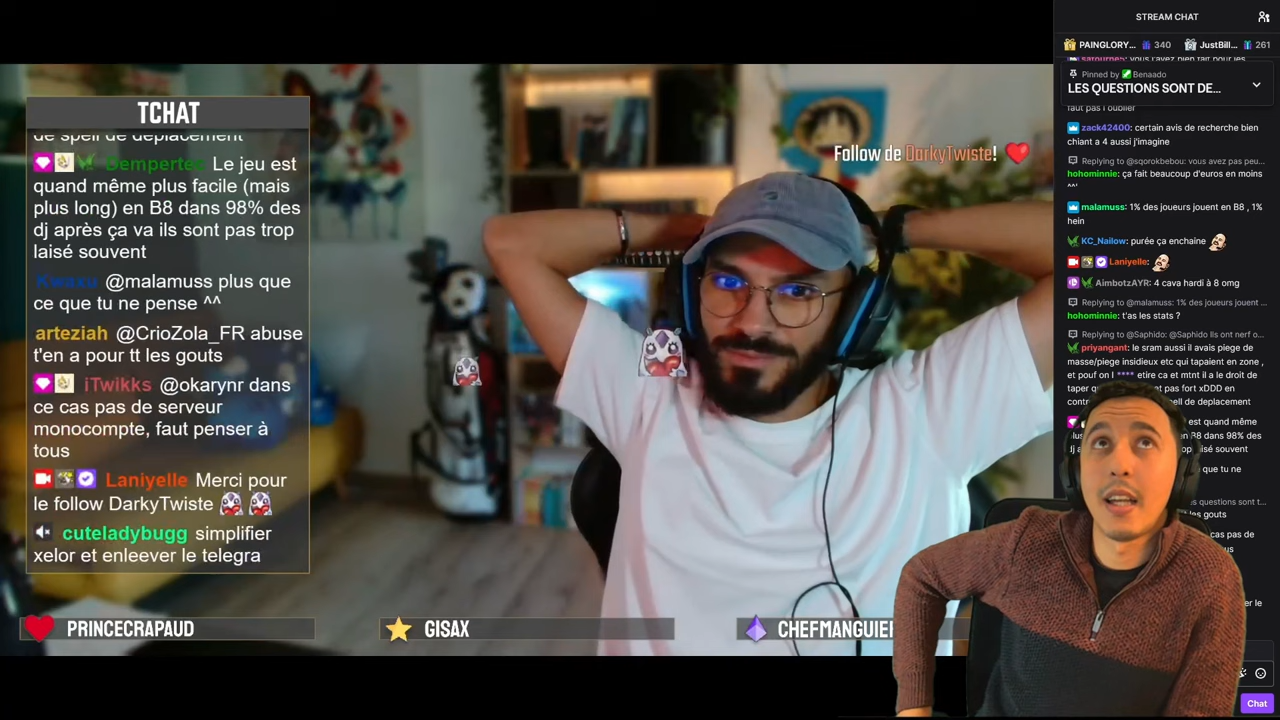 TCHAT
de spell de déplacement
Dempertes Le jeu est
quand même plus facile (mais
plus long) en B8 dans 98% des
dj après ça va ils sont pas trop
laisé souvent
Kwaxu @malamuss plus que
ce que tu ne pense ^^
arteziah @CrioZola_FR abuse
t'en a pour tt les gouts
iTwikks @okarynr dans
ce cas pas de serveur
monocompte, faut penser à
tous
Laniyelle Merci pour
le follow DarkyTwiste
cuteladybugg simplifier
xelor et enleever le telegra
Follow de DarkyTwiste!
PRINCECRAPAUD
GISAX
CHEFMANGUIER
STREAM CHAT
PAINGLORY... 340 JustBill... 261
Pinned by Benaado
LES QUESTIONS SONT DE...
faut pas l oublier
zack42400: certain avis de recherche bien
chiant a 4 aussi j'imagine
Replying to @sqorokbebou: vous avez pas peu...
hohominnie: ça fait beaucoup d'euros en moins
^^'
malamuss: 1% des joueurs jouent en B8 , 1%
hein
KC_Nailow: purée ça enchaine
Laniyelle:
AimbotzAYR: 4 cava hardi à 8 omg
Replying to @malamuss: 1% des joueurs jouent ...
hohominnie: t'as les stats ?
Replying to @Saphido: @Saphido Ils ont nerf o...
priyangant: le sram aussi il avais piege de
masse/piege insidieux etc qui tapaient en zone ,
et pouf on l **** etire ca et mtnt il a le droit de
taper pas fort xDDD en
contr ell de deplacement
est quand même
plus en B8 dans 98% des
dj laisé souvent
que tu ne
questions sont t...
les gouts
cas pas de
us
er le
Chat